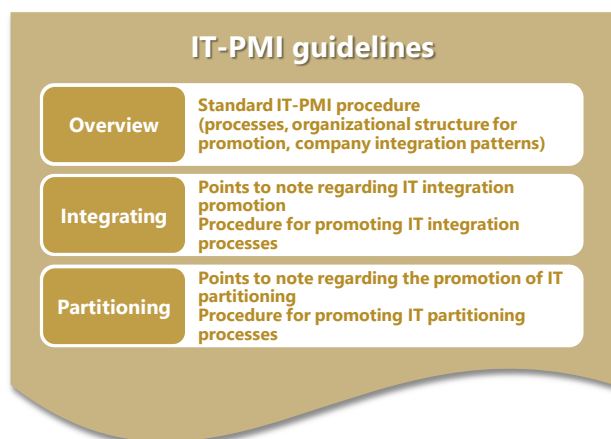 IT-PMI guidelines
Overview
Standard IT-PMI procedure
(processes, organizational structure for
promotion, company integration patterns)
Integrating
Points to note regarding IT integration
promotion
Procedure for promoting IT integration
processes
Partitioning
Points to note regarding the promotion of IT
partitioning
Procedure for promoting IT partitioning
processes